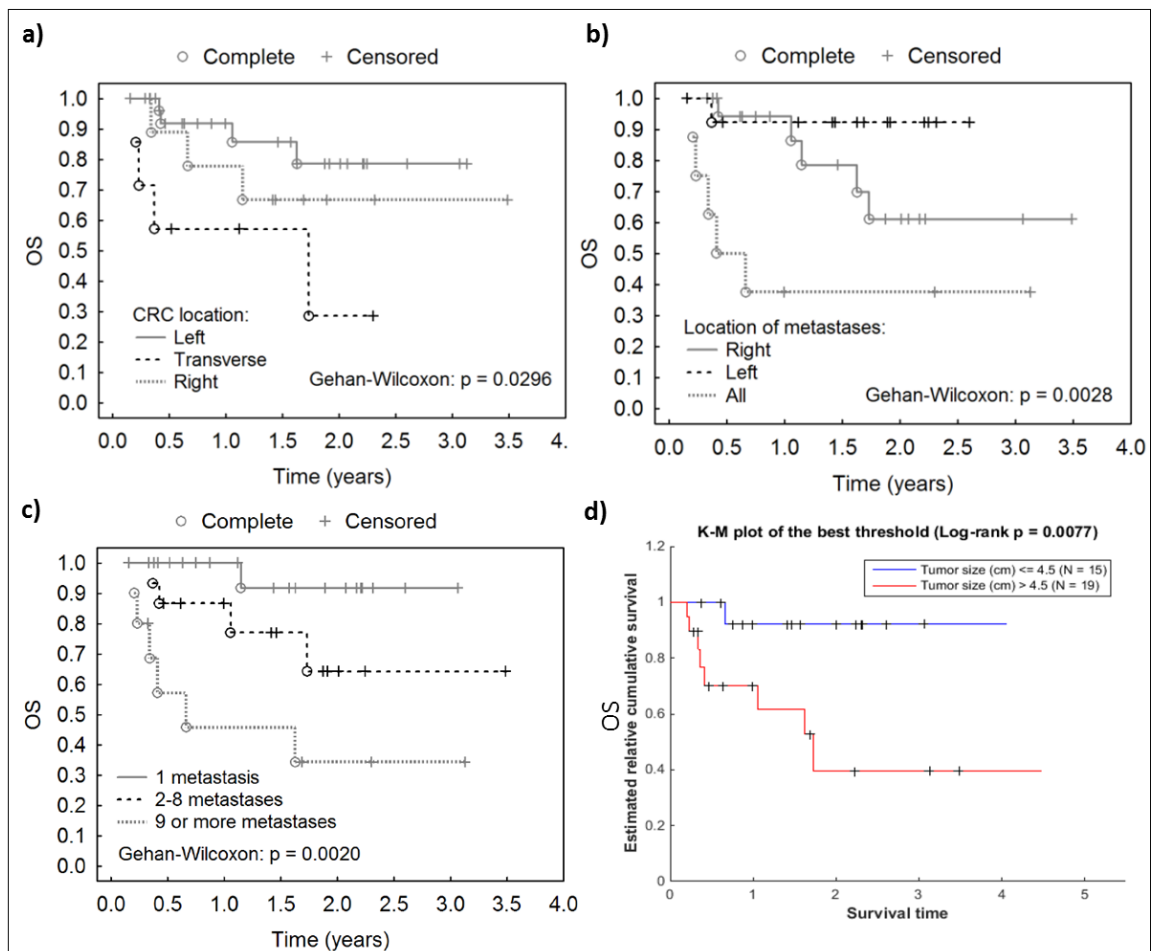 a)
○ Complete + Censored
1.0
0.9
0.8
0.7
0.6
0.5
0.4
0.3
0.2
0.1
0.0
OS
CRC location:
Left
Transverse
Right
Gehan-Wilcoxon: p = 0.0296
0.0 0.5 1.0 1.5 2.0 2.5 3.0 3.5 4.
Time (years)
b)
○ Complete + Censored
1.0
0.9
0.8
0.7
0.6
0.5
0.4
0.3
0.2
0.1
0.0
OS
Location of metastases:
Right
Left
All
Gehan-Wilcoxon: p = 0.0028
0.0 0.5 1.0 1.5 2.0 2.5 3.0 3.5 4.0
Time (years)
c)
○ Complete + Censored
1.0
0.9
0.8
0.7
0.6
0.5
0.4
0.3
0.2
0.1
0.0
OS
1 metastasis
2-8 metastases
9 or more metastases
Gehan-Wilcoxon: p = 0.0020
0.0 0.5 1.0 1.5 2.0 2.5 3.0 3.5 4.0
Time (years)
d)
K-M plot of the best threshold (Log-rank p = 0.0077)
1.2
1
0.8
0.6
0.4
0.2
0
OS
Estimated relative cumulative survival
Tumor size (cm) <= 4.5 (N = 15)
Tumor size (cm) > 4.5 (N = 19)
0 1 2 3 4 5
Survival time